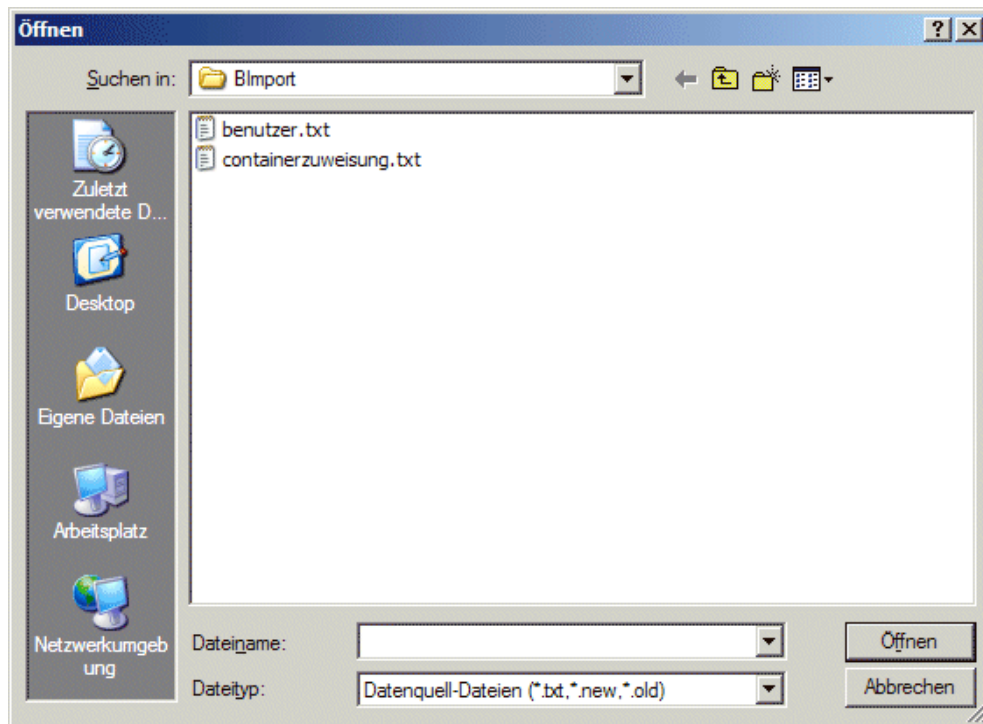 Öffnen
Suchen in:
BImport
benutzer.txt
containerzuweisung.txt
Zuletzt
verwendete D...
Desktop
Eigene Dateien
Arbeitsplatz
Netzwerkumgeb
ung
Dateiname:
Öffnen
Dateityp:
Datenquell-Dateien (*.txt,*.new,*.old)
Abbrechen